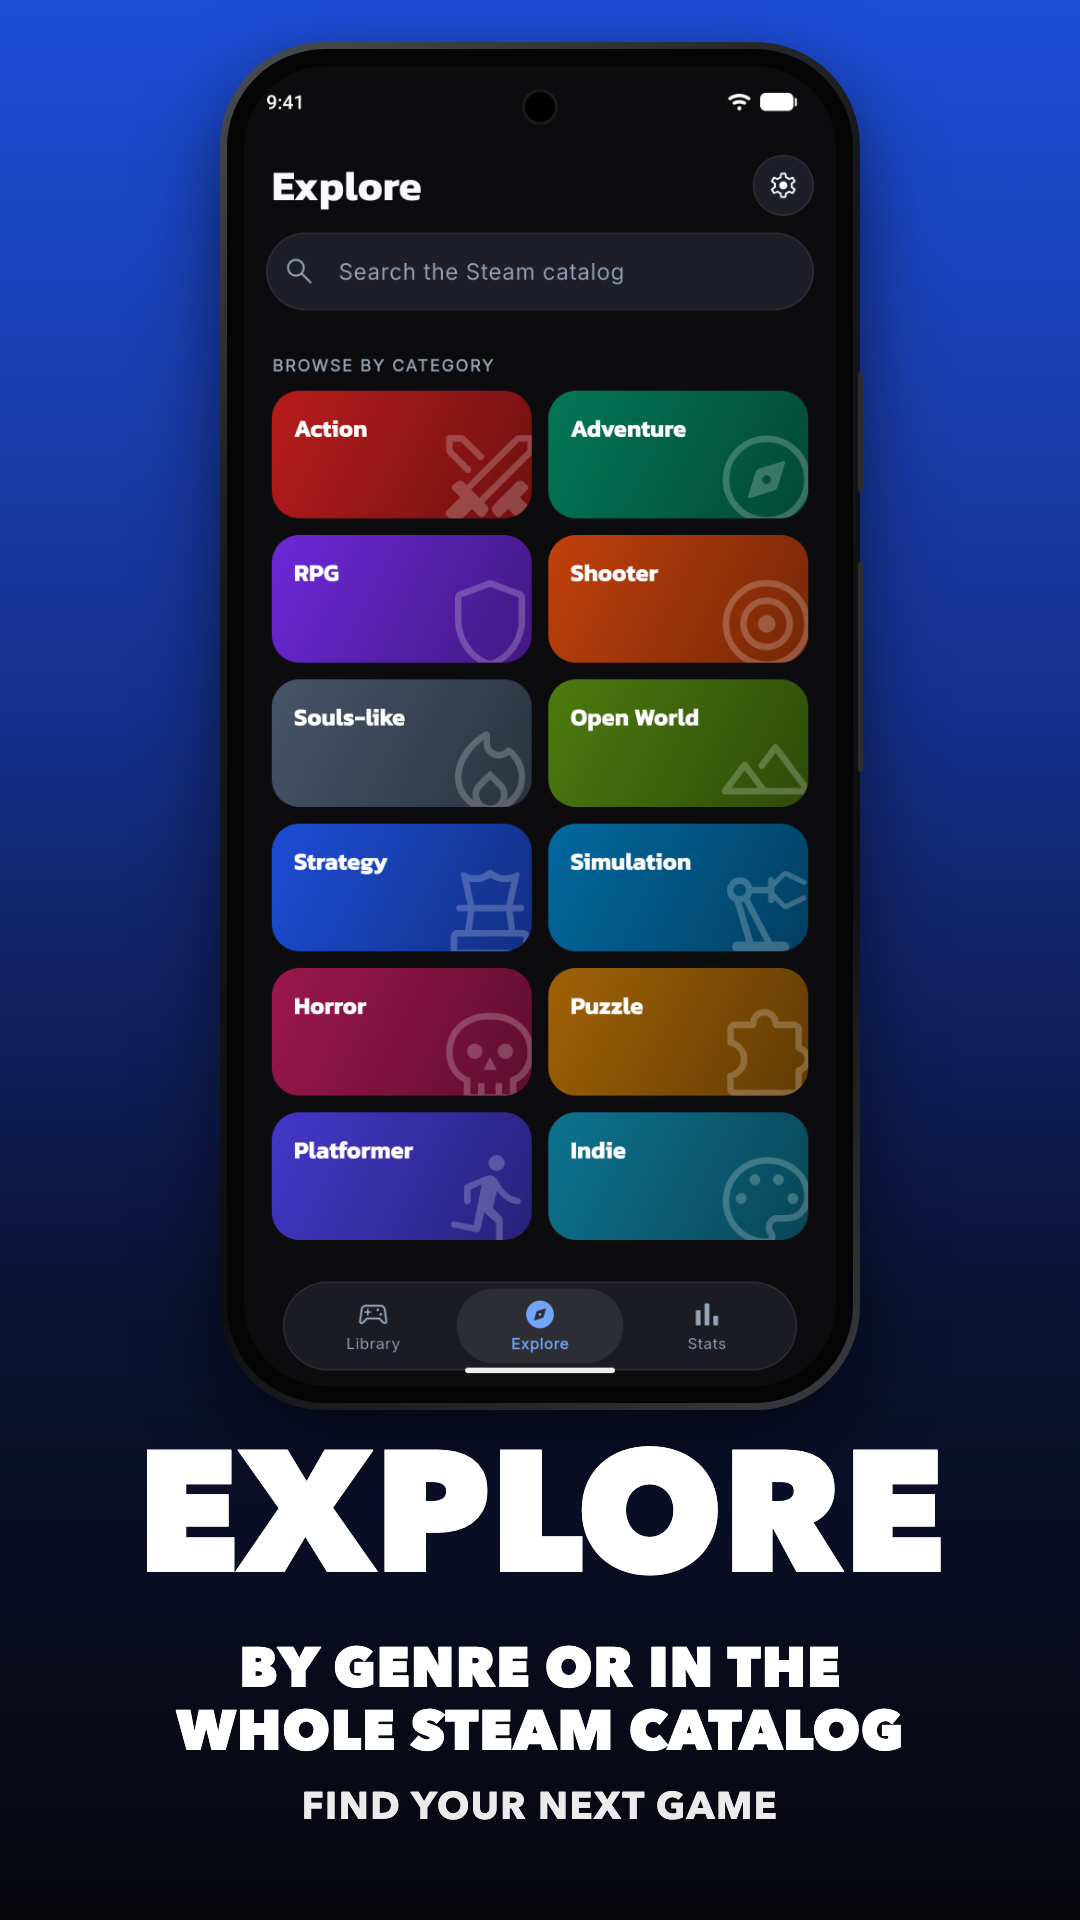 9:41
Explore
Search the Steam catalog
BROWSE BY CATEGORY
Action
Adventure
RPG
Shooter
Souls-like
Open World
Strategy
Simulation
Horror
Puzzle
Platformer
Indie
Library
Explore
Stats
EXPLORE
BY GENRE OR IN THE
WHOLE STEAM CATALOG
FIND YOUR NEXT GAME